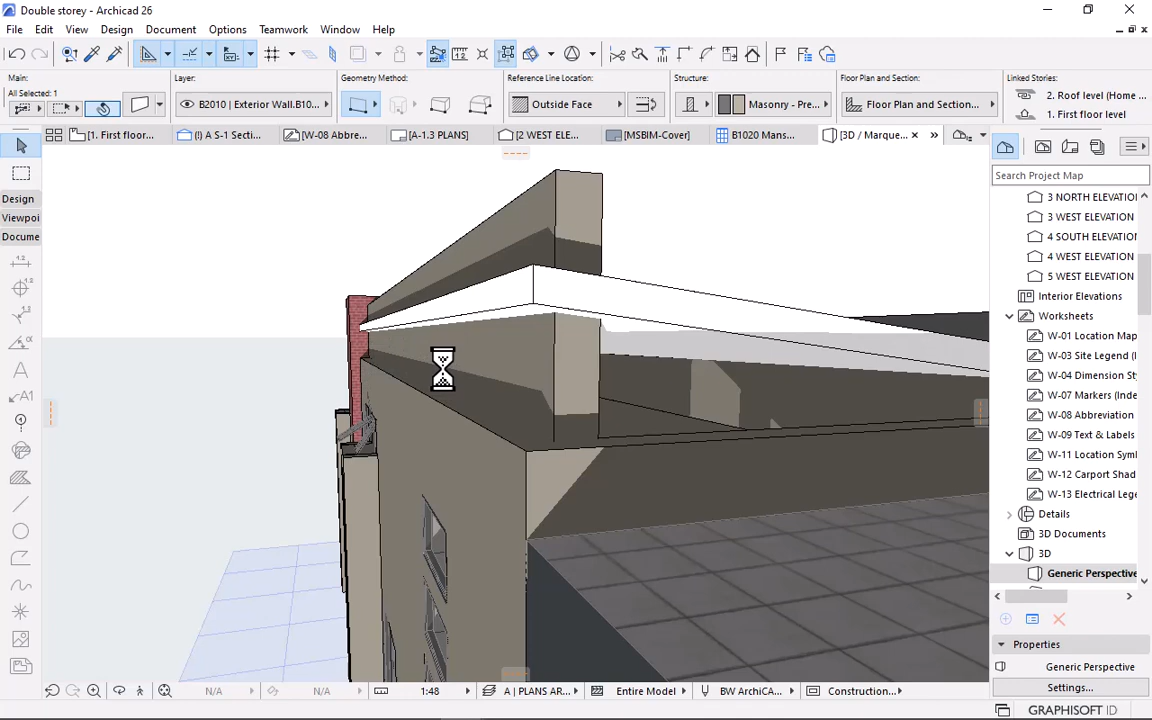 Double storey - Archicad 26
File Edit View Design Document Options Teamwork Window Help
Main: Layer: Geometry Method: Reference Line Location: Structure: Floor Plan and Section: Linked Stories:
All Selected: 1
B2010 | Exterior Wall.B10...
Outside Face
Masonry - Pre...
Floor Plan and Section...
2. Roof level (Home ...
1. First floor level
[1. First floor...
(!) A S-1 Secti...
[W-08 Abbre...
[A-1.3 PLANS]
[2 WEST ELE...
[MSBIM-Cover]
B1020 Mans...
[3D / Marque...
Search Project Map
Design
Viewpoi
Docume
3 NORTH ELEVATIO
3 WEST ELEVATION
4 SOUTH ELEVATIO
4 WEST ELEVATION
5 WEST ELEVATION
Interior Elevations
Worksheets
W-01 Location Map
W-03 Site Legend (I
W-04 Dimension Sty
W-07 Markers (Inde
W-08 Abbreviation
W-09 Text & Labels
W-11 Location Symb
W-12 Carport Shad
W-13 Electrical Lege
Details
3D Documents
3D
Generic Perspective
Properties
Generic Perspective
Settings...
N/A
N/A
1:48
A | PLANS AR...
Entire Model
BW ArchiCA...
Construction...
GRAPHISOFT ID